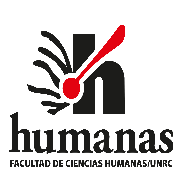 h
humanas
FACULTAD DE CIENCIAS HUMANAS/UNRC